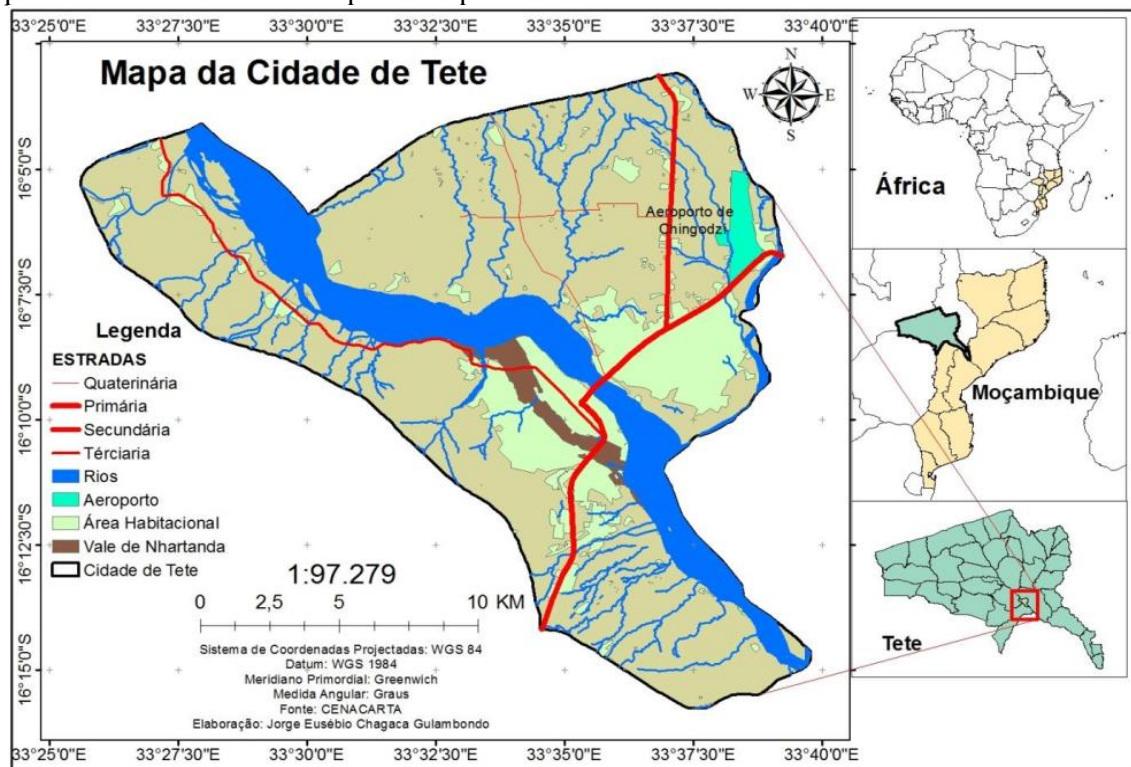 33°25'0"E 33°27'30"E 33°30'0"E 33°32'30"E 33°35'0"E 33°37'30"E 33°40'0"E
Mapa da Cidade de Tete
N
W E
S
16°5'0"S
16°7'30"S
16°10'0"S
16°12'30"S
16°15'0"S
Aeroporto de
Chingodzi
Legenda
ESTRADAS
Quaterinária
Primária
Secundária
Térciaria
Rios
Aeroporto
Área Habitacional
Vale de Nhartanda
Cidade de Tete
1:97.279
0 2,5 5 10 KM
Sistema de Coordenadas Projectadas: WGS 84
Datum: WGS 1984
Meridiano Primordial: Greenwich
Medida Angular: Graus
Fonte: CENACARTA
Elaboração: Jorge Eusébio Chagaca Gulambondo
33°25'0"E 33°27'30"E 33°30'0"E 33°32'30"E 33°35'0"E 33°37'30"E 33°40'0"E
África
Moçambique
Tete